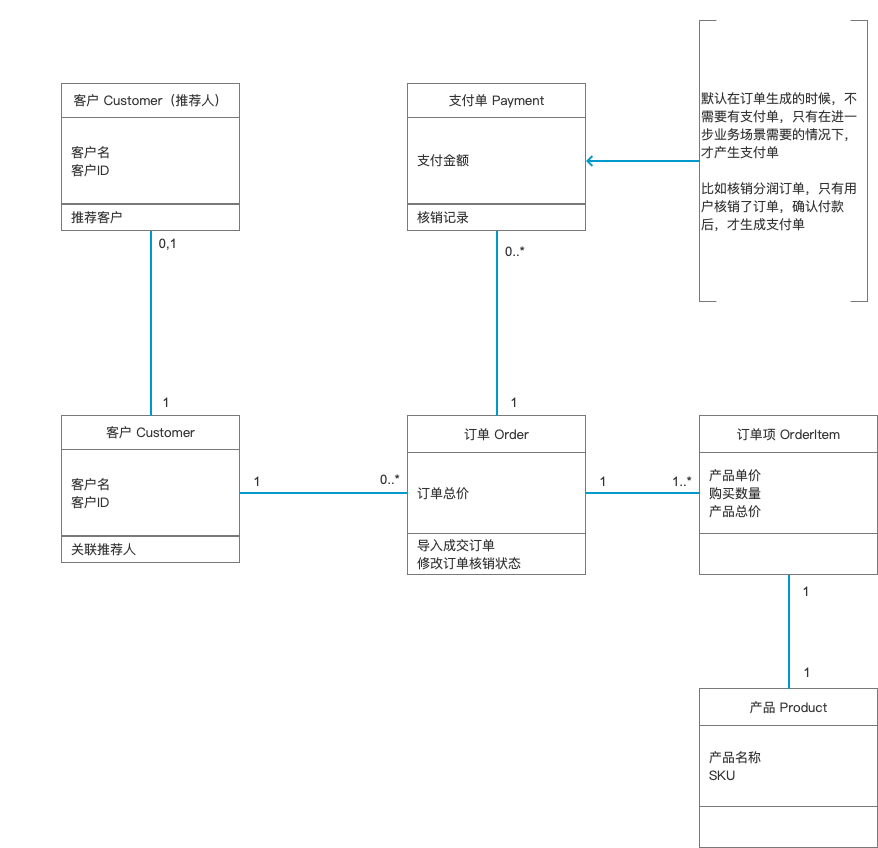 客户 Customer（推荐人）
客户名
客户ID
推荐客户
0,1
1
支付单 Payment
支付金额
核销记录
0..*
1
默认在订单生成的时候，不
需要有支付单，只有在进一
步业务场景需要的情况下，
才产生支付单
比如核销分润订单，只有用
户核销了订单，确认付款
后，才生成支付单
客户 Customer
客户名
客户ID
关联推荐人
1
0..*
订单 Order
订单总价
导入成交订单
修改订单核销状态
1
1..*
订单项 OrderItem
产品单价
购买数量
产品总价
1
1
产品 Product
产品名称
SKU